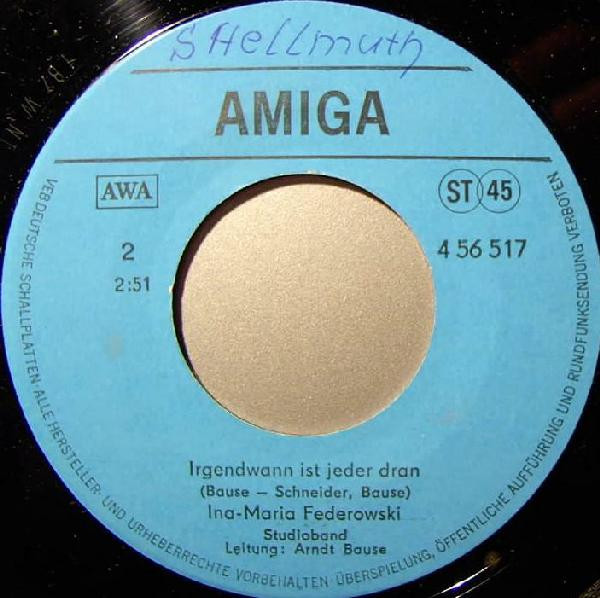 S Hellmuth
AMIGA
AWA
ST 45
2
4 56 517
2:51
Irgendwann ist jeder dran
(Bause – Schneider, Bause)
Ina-Maria Federowski
Studioband
Leitung: Arndt Bause
VEB DEUTSCHE SCHALLPLATTEN · ALLE HERSTELLER- UND URHEBERRECHTE VORBEHALTEN · ÜBERSPIELUNG, ÖFFENTLICHE AUFFÜHRUNG UND RUNDFUNKSENDUNG VERBOTEN